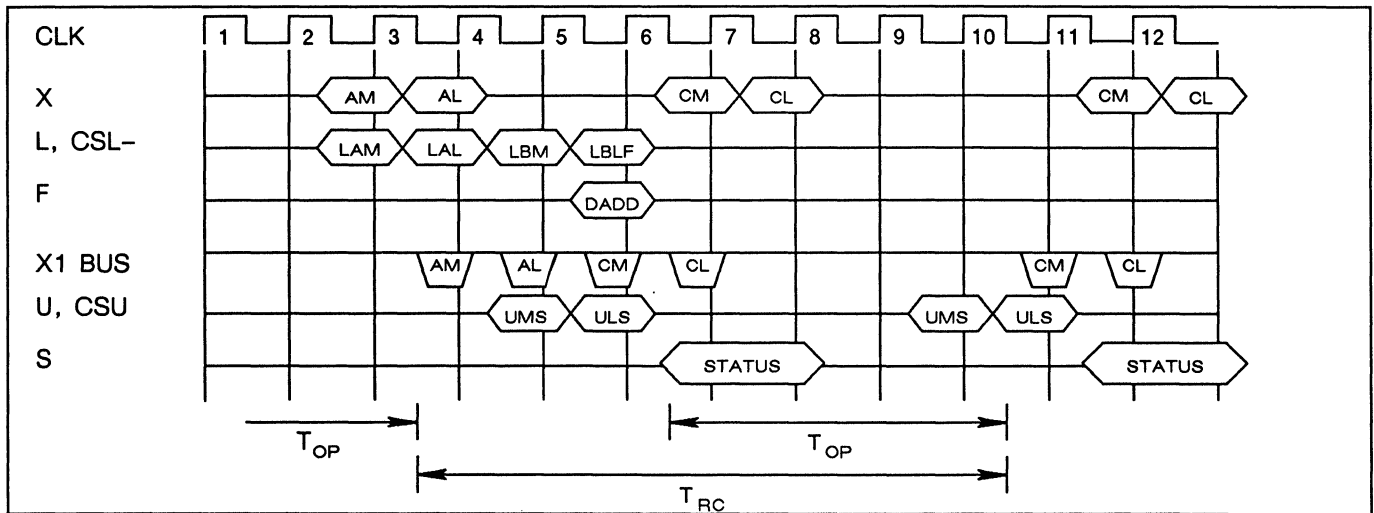 CLK 1 2 3 4 5 6 7 8 9 10 11 12
X AM AL CM CL CM CL
L, CSL- LAM LAL LBM LBLF
F DADD
X1 BUS AM AL CM CL CM CL
U, CSU UMS ULS UMS ULS
S STATUS STATUS
TOP TOP
TRC